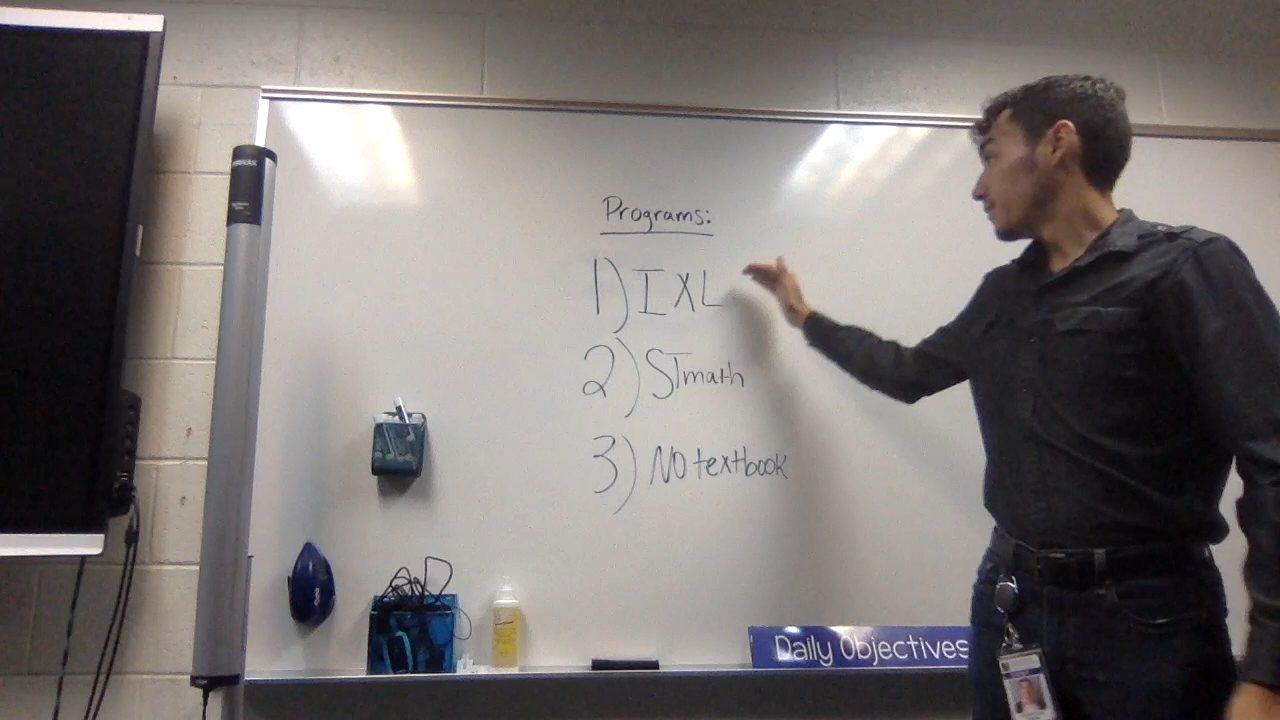 Programs:
1) IXL
2) STmath
3) NO textbook
Daily Objectives